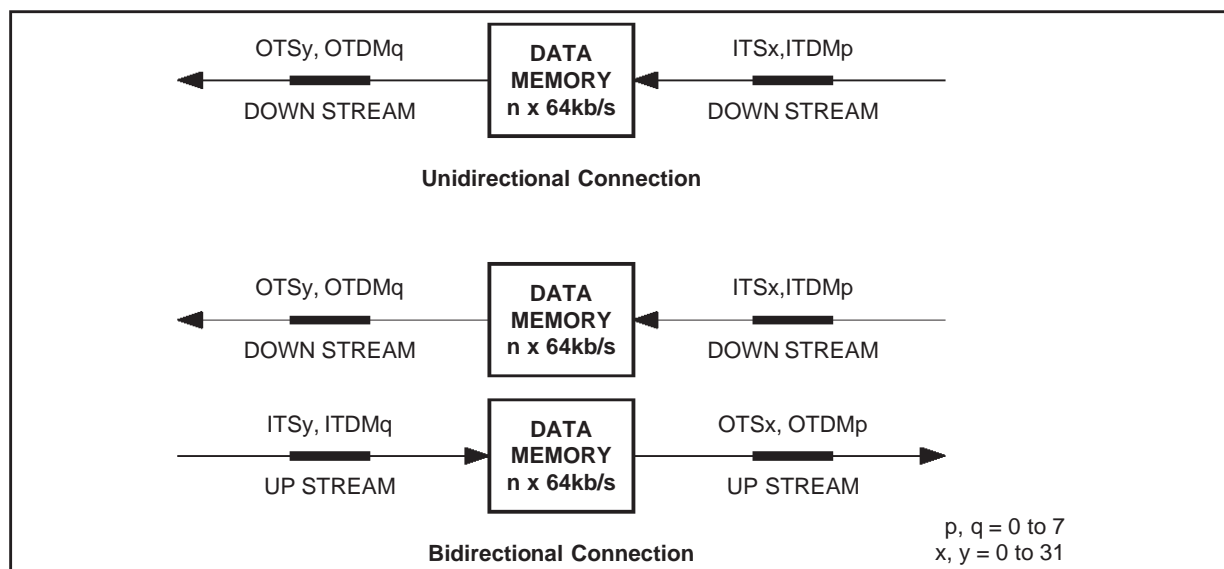 OTSy, OTDMq
DATA
MEMORY
n x 64kb/s
ITSx,ITDMp
DOWN STREAM
DOWN STREAM
Unidirectional Connection
OTSy, OTDMq
DATA
MEMORY
n x 64kb/s
ITSx,ITDMp
DOWN STREAM
DOWN STREAM
ITSy, ITDMq
DATA
MEMORY
n x 64kb/s
OTSx, OTDMp
UP STREAM
UP STREAM
Bidirectional Connection
p, q = 0 to 7
x, y = 0 to 31